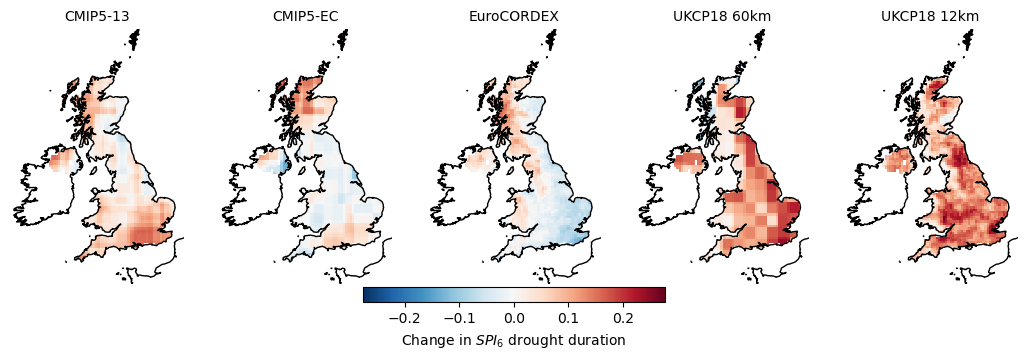 CMIP5-13 CMIP5-EC EuroCORDEX UKCP18 60km UKCP18 12km
−0.2 −0.1 0.0 0.1 0.2
Change in SPI₆ drought duration